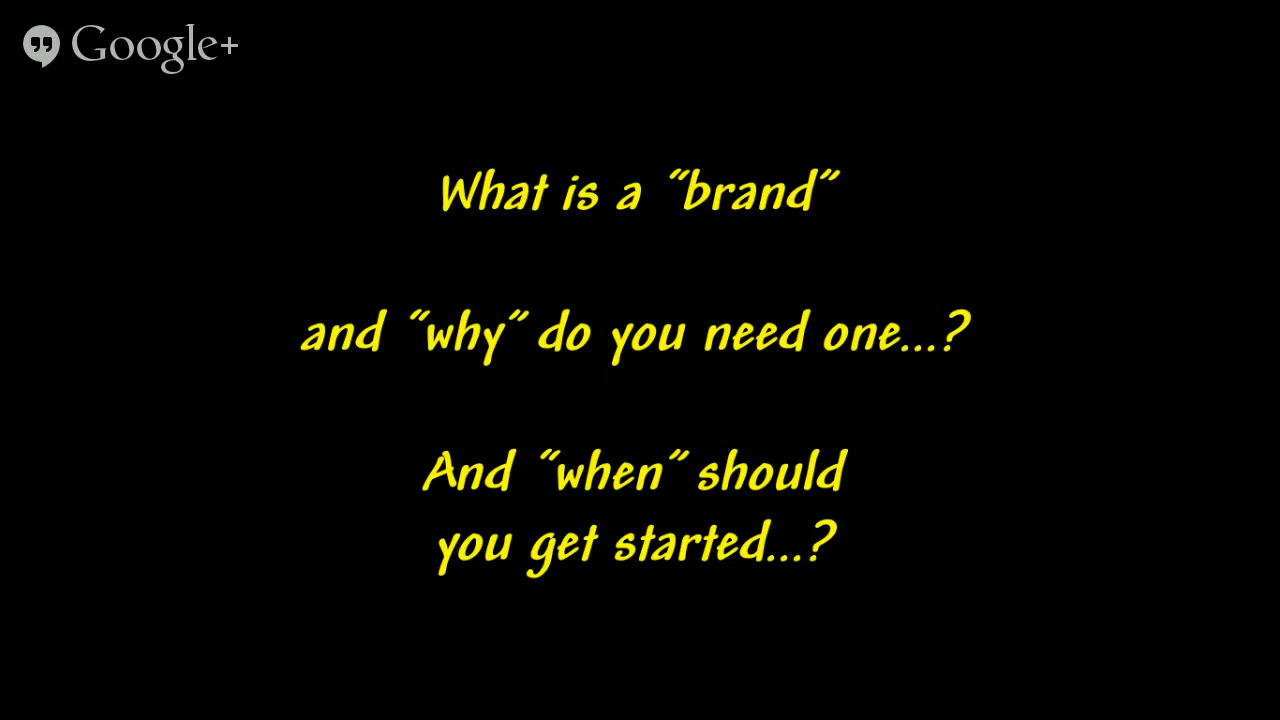 Google+
What is a “brand”
and “why” do you need one...?
And “when” should
you get started...?